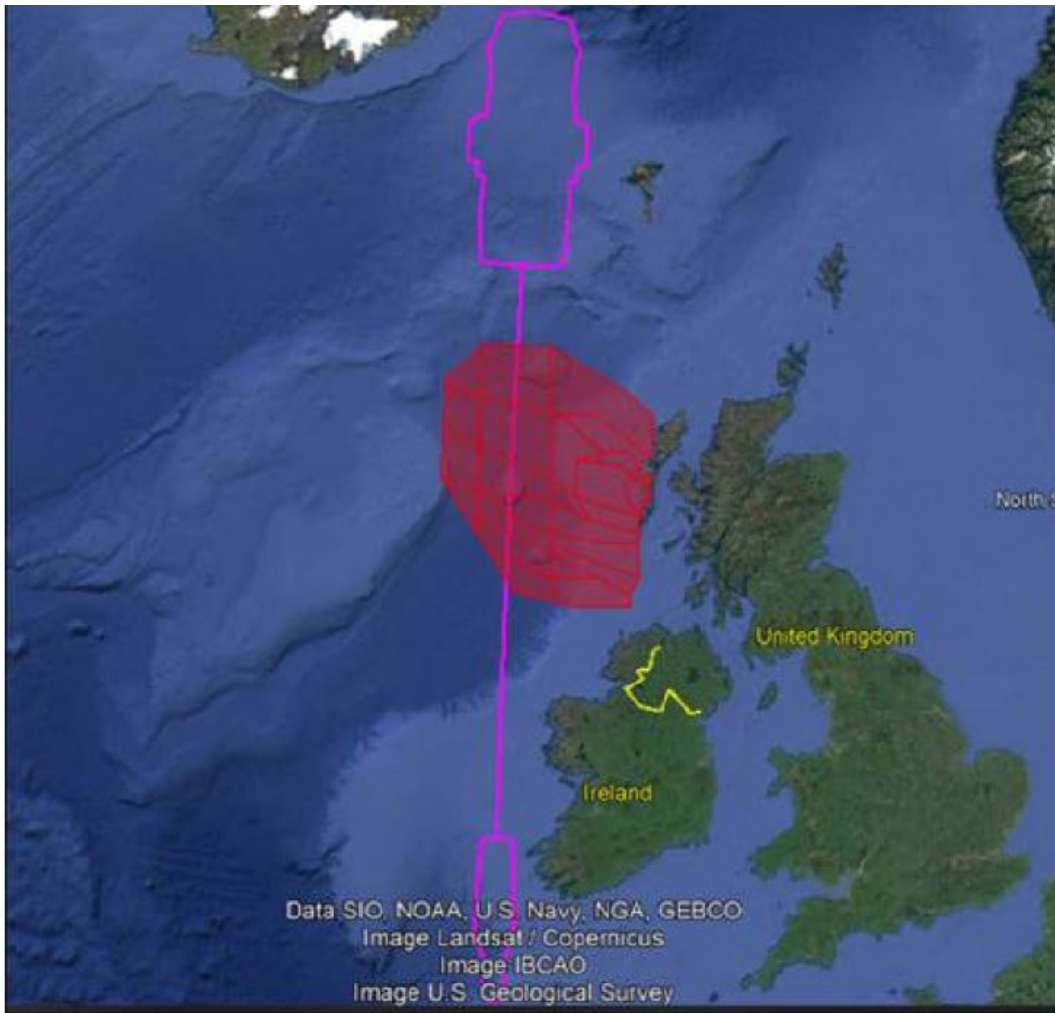 North
United Kingdom
Ireland
Data SIO, NOAA, U.S. Navy, NGA, GEBCO
Image Landsat / Copernicus
Image IBCAO
Image U.S. Geological Survey